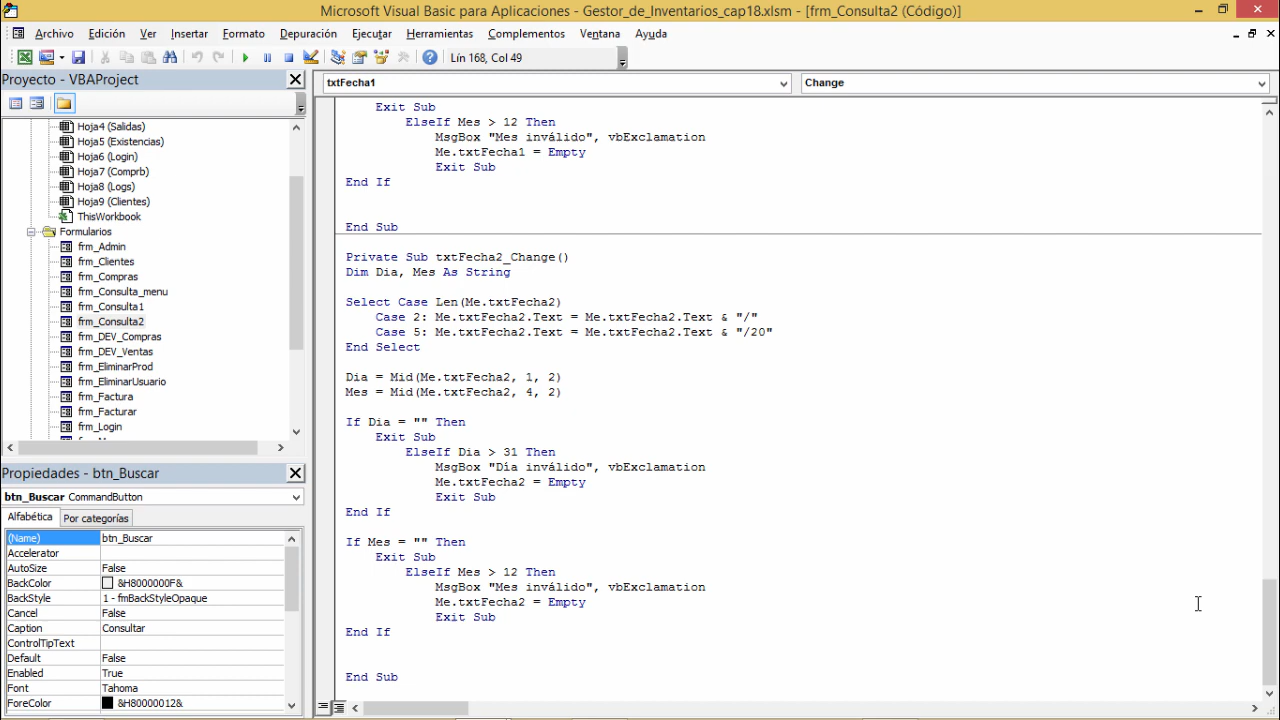 Microsoft Visual Basic para Aplicaciones - Gestor_de_Inventarios_cap18.xlsm - [frm_Consulta2 (Código)]
Archivo Edición Ver Insertar Formato Depuración Ejecutar Herramientas Complementos Ventana Ayuda
Lín 168, Col 49
Proyecto - VBAProject
Hoja4 (Salidas)
Hoja5 (Existencias)
Hoja6 (Login)
Hoja7 (Comprb)
Hoja8 (Logs)
Hoja9 (Clientes)
ThisWorkbook
Formularios
frm_Admin
frm_Clientes
frm_Compras
frm_Consulta_menu
frm_Consulta1
frm_Consulta2
frm_DEV_Compras
frm_DEV_Ventas
frm_EliminarProd
frm_EliminarUsuario
frm_Factura
frm_Facturar
frm_Login
Propiedades - btn_Buscar
btn_Buscar CommandButton
Alfabética Por categorías
(Name) btn_Buscar
Accelerator
AutoSize False
BackColor &H8000000F&
BackStyle 1 - fmBackStyleOpaque
Cancel False
Caption Consultar
ControlTipText
Default False
Enabled True
Font Tahoma
ForeColor &H80000012&
txtFecha1 Change
Exit Sub
ElseIf Mes > 12 Then
MsgBox "Mes inválido", vbExclamation
Me.txtFecha1 = Empty
Exit Sub
End If
End Sub
Private Sub txtFecha2_Change()
Dim Dia, Mes As String
Select Case Len(Me.txtFecha2)
Case 2: Me.txtFecha2.Text = Me.txtFecha2.Text & "/"
Case 5: Me.txtFecha2.Text = Me.txtFecha2.Text & "/20"
End Select
Dia = Mid(Me.txtFecha2, 1, 2)
Mes = Mid(Me.txtFecha2, 4, 2)
If Dia = "" Then
Exit Sub
ElseIf Dia > 31 Then
MsgBox "Día inválido", vbExclamation
Me.txtFecha2 = Empty
Exit Sub
End If
If Mes = "" Then
Exit Sub
ElseIf Mes > 12 Then
MsgBox "Mes inválido", vbExclamation
Me.txtFecha2 = Empty
Exit Sub
End If
End Sub